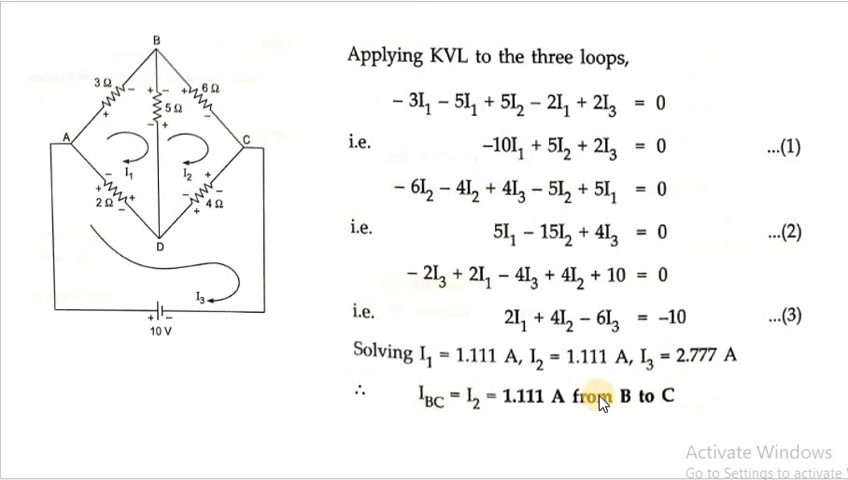 B
3 Ω
6 Ω
5 Ω
A
C
I₁
I₂
2 Ω
4 Ω
D
I₃
10 V
Applying KVL to the three loops,
– 3I₁ – 5I₁ + 5I₂ – 2I₁ + 2I₃ = 0
i.e. –10I₁ + 5I₂ + 2I₃ = 0 ...(1)
– 6I₂ – 4I₂ + 4I₃ – 5I₂ + 5I₁ = 0
i.e. 5I₁ – 15I₂ + 4I₃ = 0 ...(2)
– 2I₃ + 2I₁ – 4I₃ + 4I₂ + 10 = 0
i.e. 2I₁ + 4I₂ – 6I₃ = –10 ...(3)
Solving I₁ = 1.111 A, I₂ = 1.111 A, I₃ = 2.777 A
∴ I_BC = I₂ = 1.111 A from B to C
Activate Windows
Go to Settings to activate